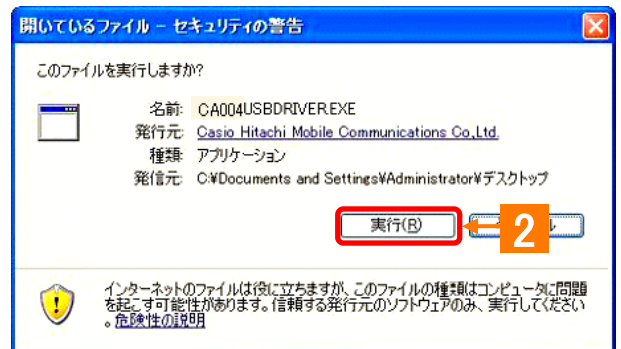 開いているファイル － セキュリティの警告
このファイルを実行しますか?
名前: CA004USBDRIVER.EXE
発行元: Casio Hitachi Mobile Communications Co,Ltd.
種類: アプリケーション
発信元: C:¥Documents and Settings¥Administrator¥デスクトップ
実行(R)
2
インターネットのファイルは役に立ちますが、このファイルの種類はコンピュータに問題
を起こす可能性があります。信頼する発行元のソフトウェアのみ、実行してください
。危険性の説明